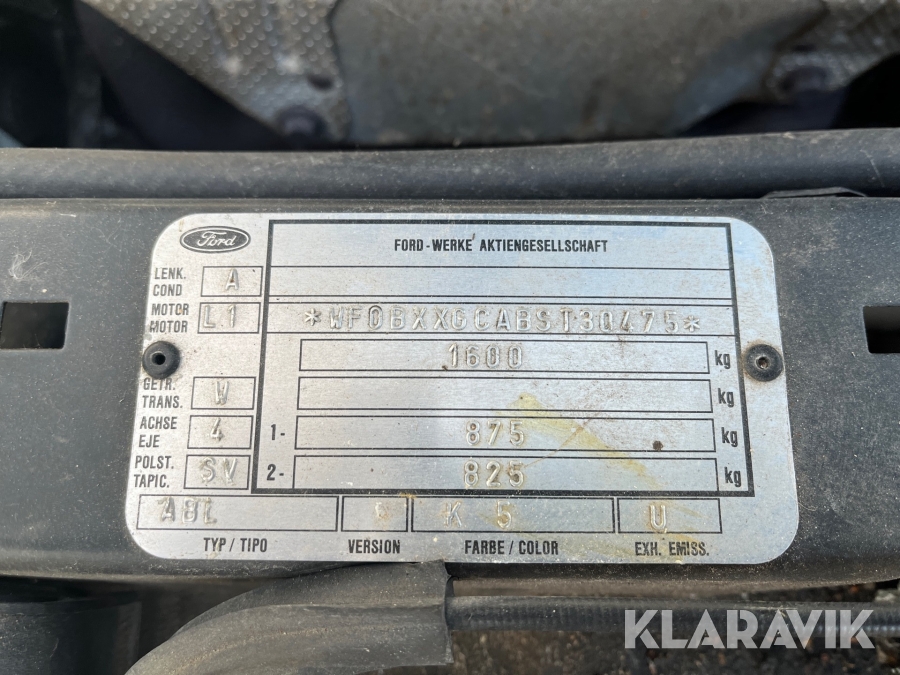 Ford
FORD-WERKE AKTIENGESELLSCHAFT
LENK.
COND
A
MOTOR
MOTOR
L1
*WF0BXXGCABST30475*
1600 kg
kg
GETR.
TRANS.
W
ACHSE
EJE
4
1- 875 kg
POLST.
TAPIC.
SV
2- 825 kg
ABL
K 5
U
TYP / TIPO
VERSION
FARBE / COLOR
EXH. EMISS.
KLARAVIK